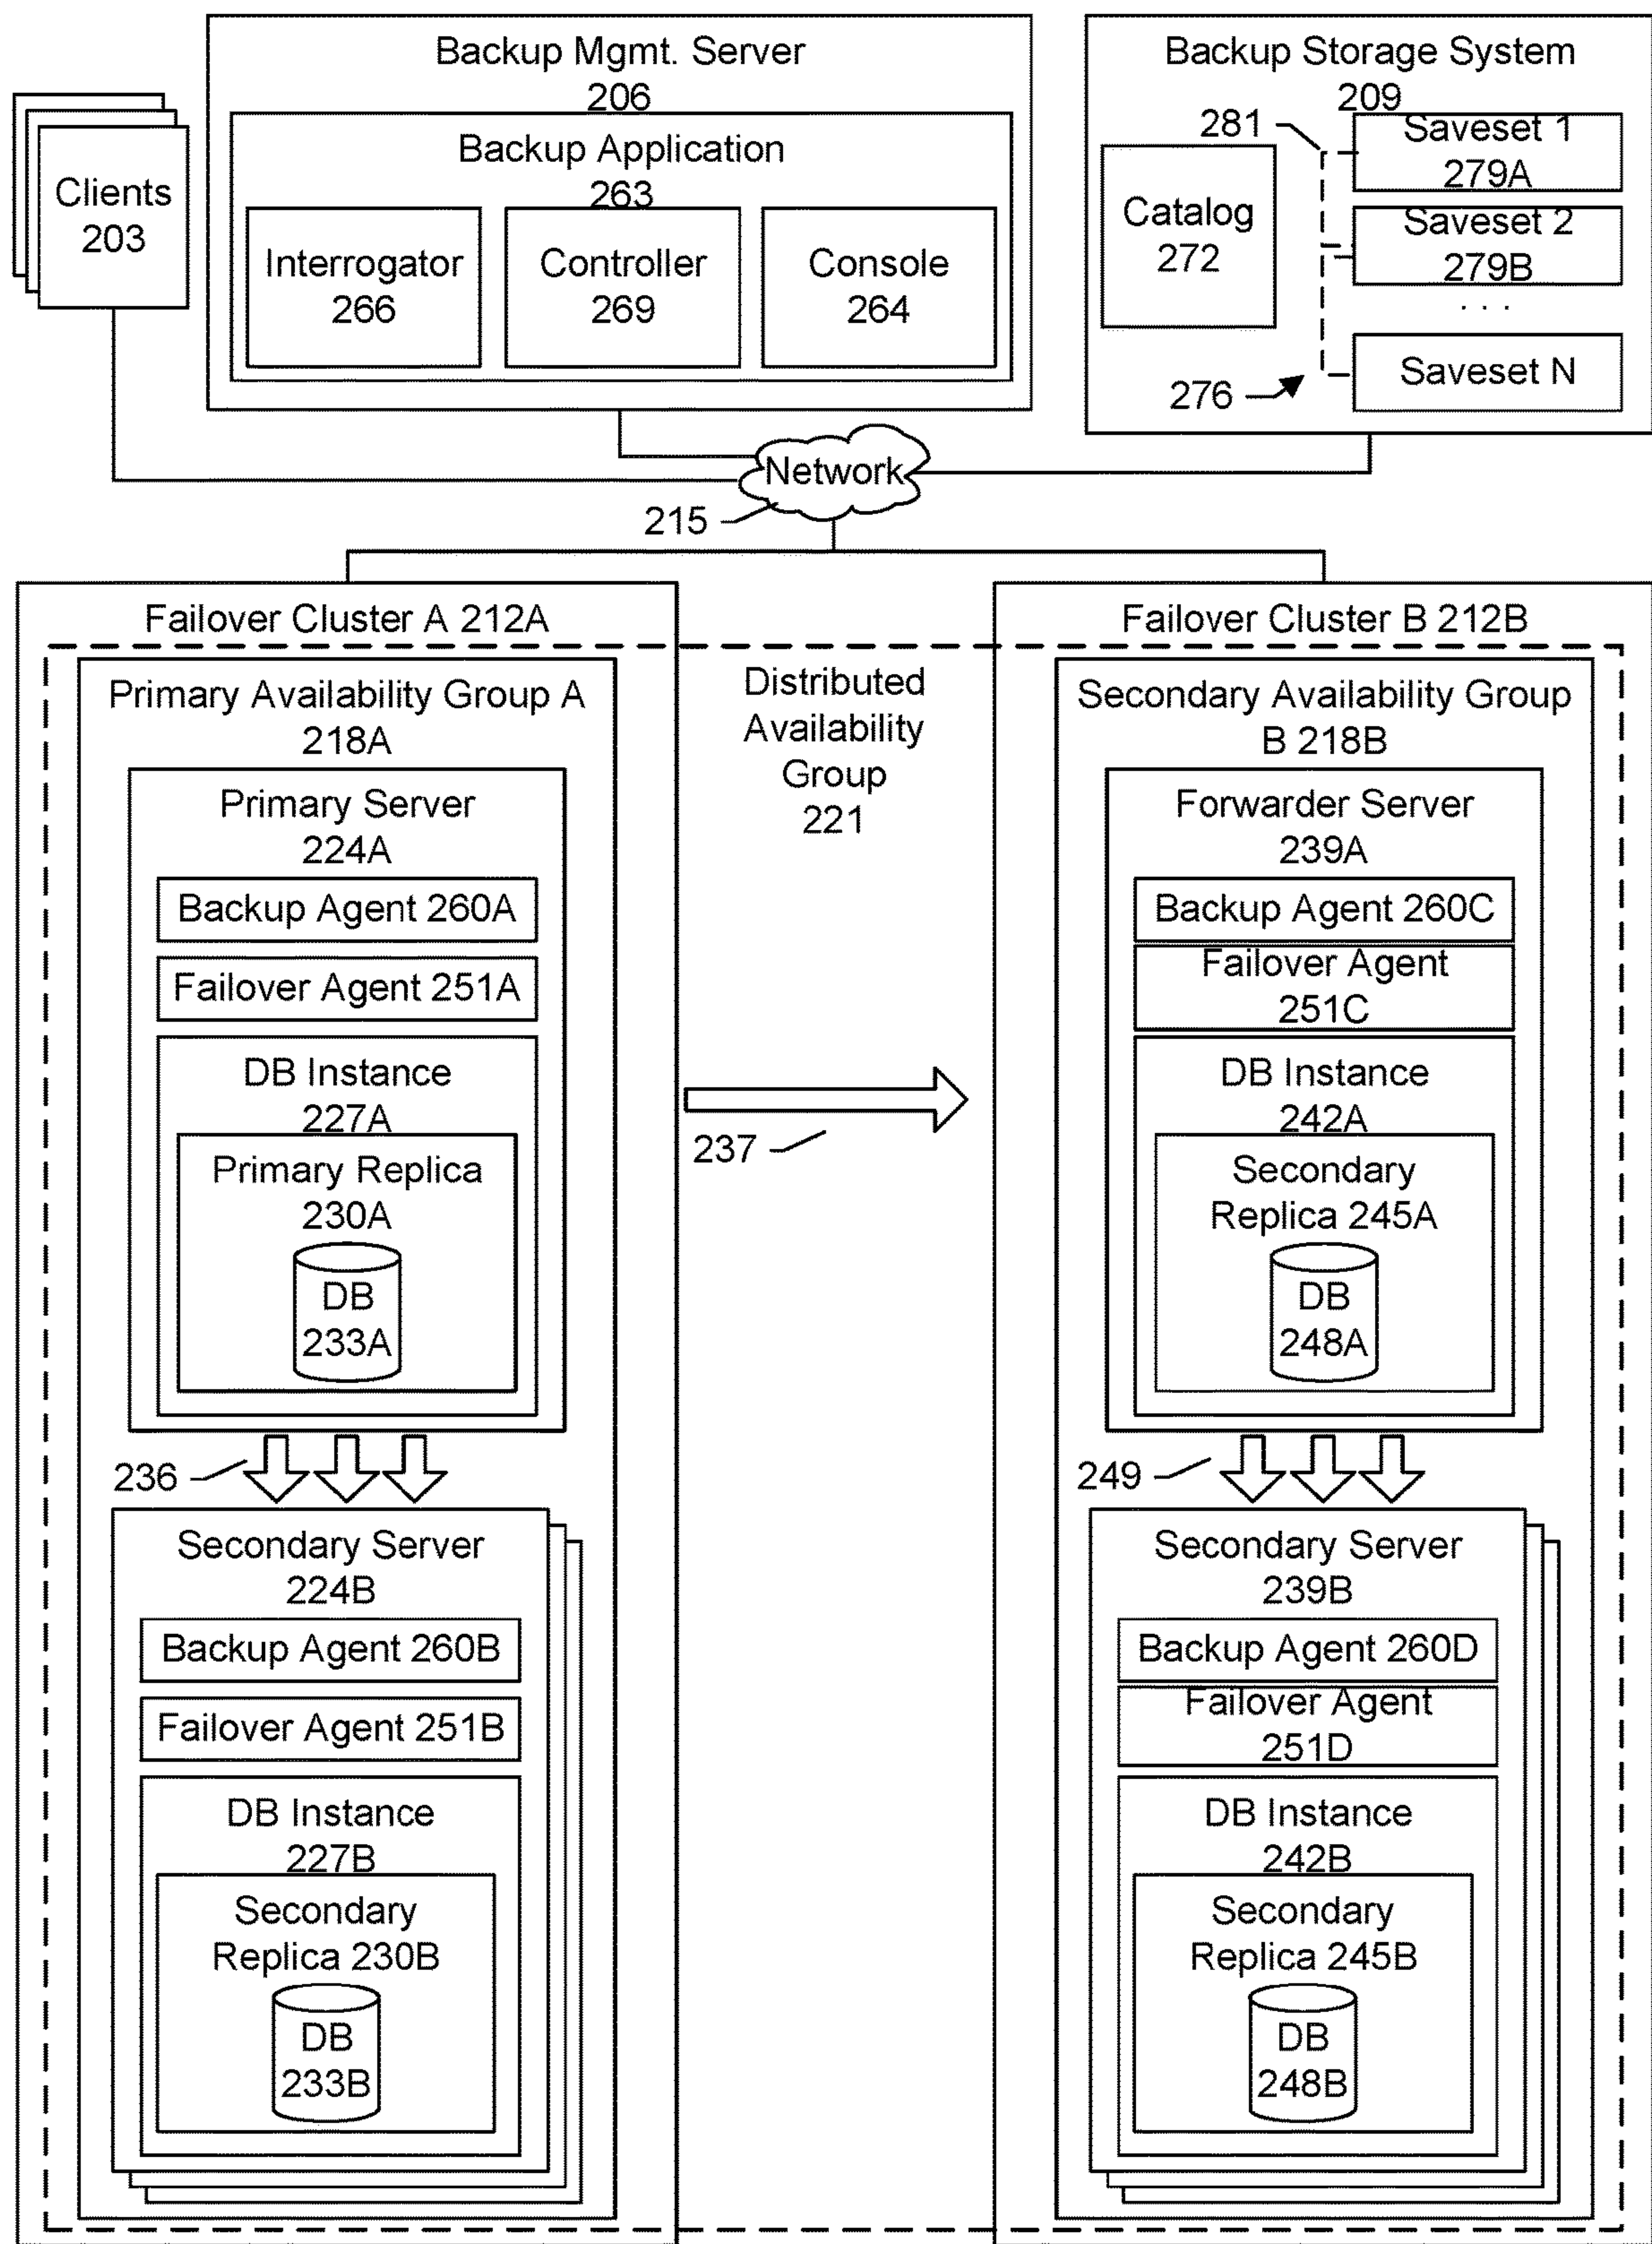 Backup Mgmt. Server
206
Backup Application
263
Interrogator
266
Controller
269
Console
264
Clients
203
Backup Storage System
209
281
Catalog
272
Saveset 1
279A
Saveset 2
279B
. . .
Saveset N
276
Network
215
Failover Cluster A 212A
Primary Availability Group A
218A
Primary Server
224A
Backup Agent 260A
Failover Agent 251A
DB Instance
227A
Primary Replica
230A
DB
233A
236
Secondary Server
224B
Backup Agent 260B
Failover Agent 251B
DB Instance
227B
Secondary
Replica 230B
DB
233B
Distributed
Availability
Group
221
237
Failover Cluster B 212B
Secondary Availability Group
B 218B
Forwarder Server
239A
Backup Agent 260C
Failover Agent
251C
DB Instance
242A
Secondary
Replica 245A
DB
248A
249
Secondary Server
239B
Backup Agent 260D
Failover Agent
251D
DB Instance
242B
Secondary
Replica 245B
DB
248B